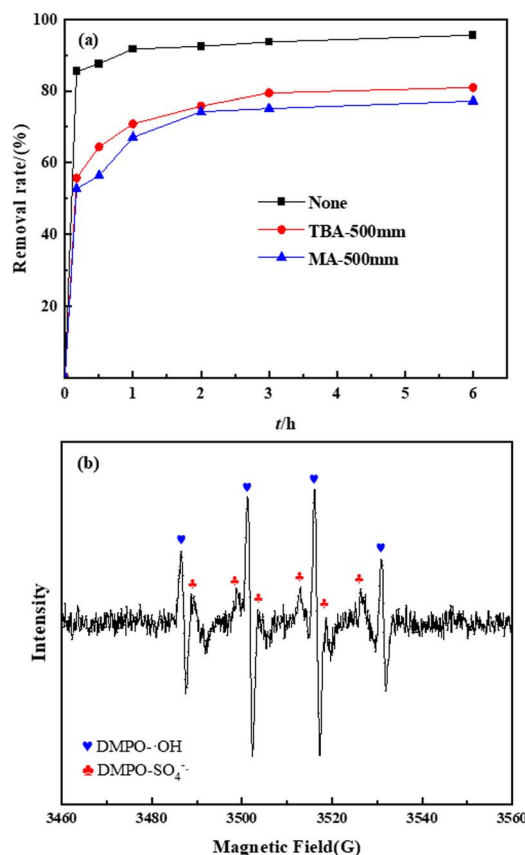 (a)
Removal rate/(%)
100
80
60
40
20
0
None
TBA-500mm
MA-500mm
0 1 2 3 4 5 6
t/h
(b)
Intensity
DMPO-·OH
DMPO-SO₄⁻·
3460 3480 3500 3520 3540 3560
Magnetic Field(G)